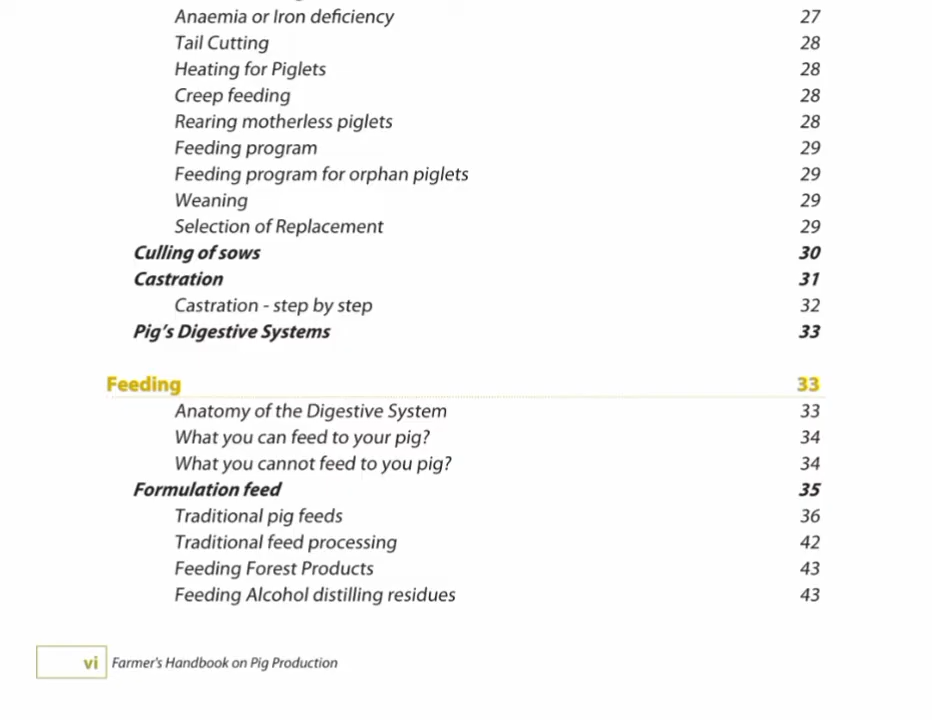 Anaemia or Iron deficiency 27
Tail Cutting 28
Heating for Piglets 28
Creep feeding 28
Rearing motherless piglets 28
Feeding program 29
Feeding program for orphan piglets 29
Weaning 29
Selection of Replacement 29
Culling of sows 30
Castration 31
Castration - step by step 32
Pig's Digestive Systems 33
Feeding 33
Anatomy of the Digestive System 33
What you can feed to your pig? 34
What you cannot feed to you pig? 34
Formulation feed 35
Traditional pig feeds 36
Traditional feed processing 42
Feeding Forest Products 43
Feeding Alcohol distilling residues 43
vi Farmer's Handbook on Pig Production